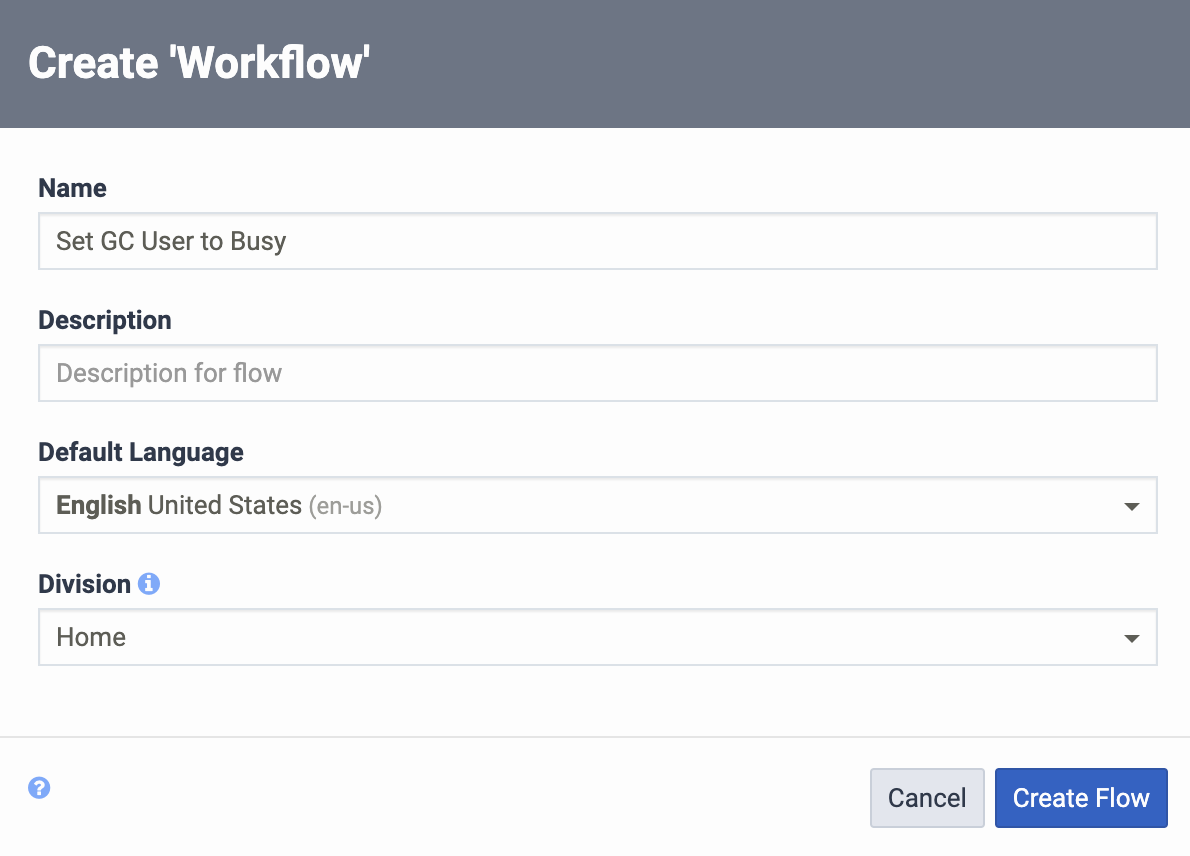 Create 'Workflow'
Name
Set GC User to Busy
Description
Description for flow
Default Language
English United States (en-us)
Division
Home
Cancel
Create Flow